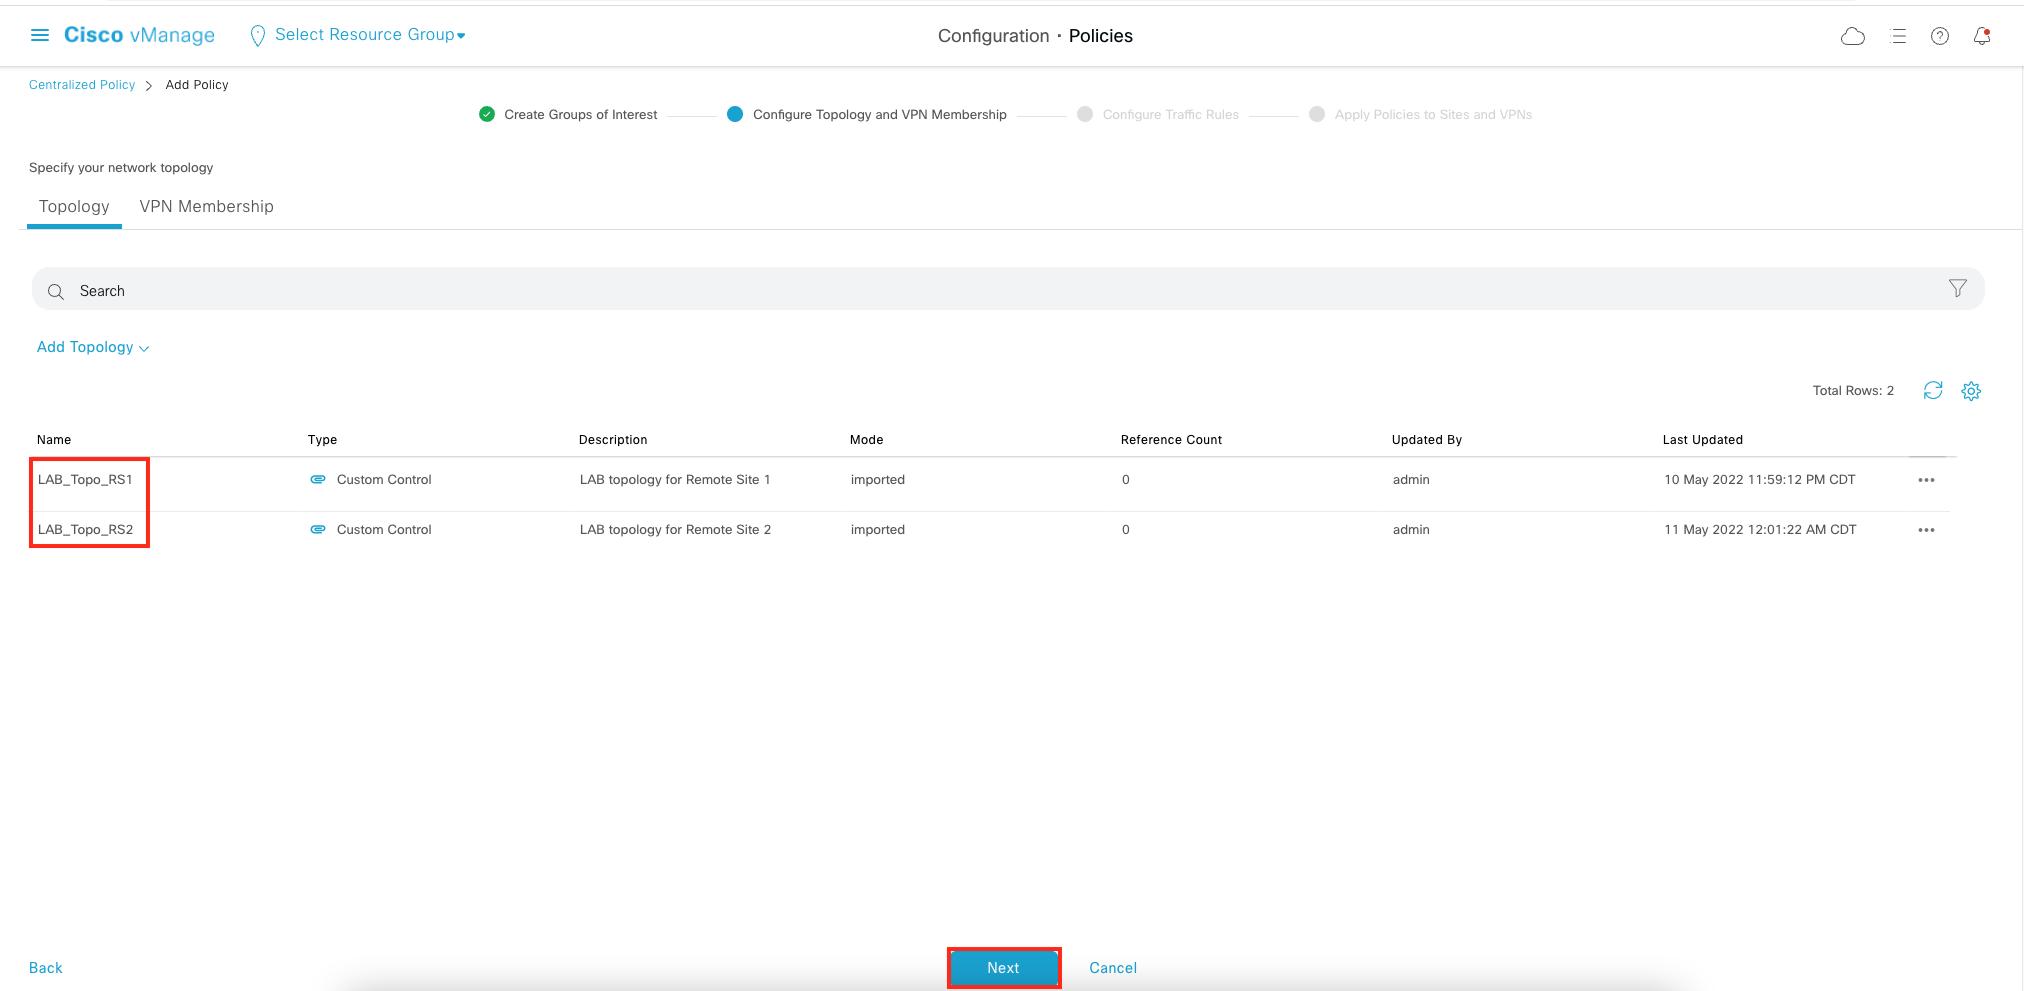 Cisco vManage Select Resource Group Configuration · Policies
Centralized Policy > Add Policy
Create Groups of Interest Configure Topology and VPN Membership Configure Traffic Rules Apply Policies to Sites and VPNs
Specify your network topology
Topology VPN Membership
Search
Add Topology
Total Rows: 2
Name Type Description Mode Reference Count Updated By Last Updated
LAB_Topo_RS1 Custom Control LAB topology for Remote Site 1 imported 0 admin 10 May 2022 11:59:12 PM CDT
LAB_Topo_RS2 Custom Control LAB topology for Remote Site 2 imported 0 admin 11 May 2022 12:01:22 AM CDT
Back Next Cancel